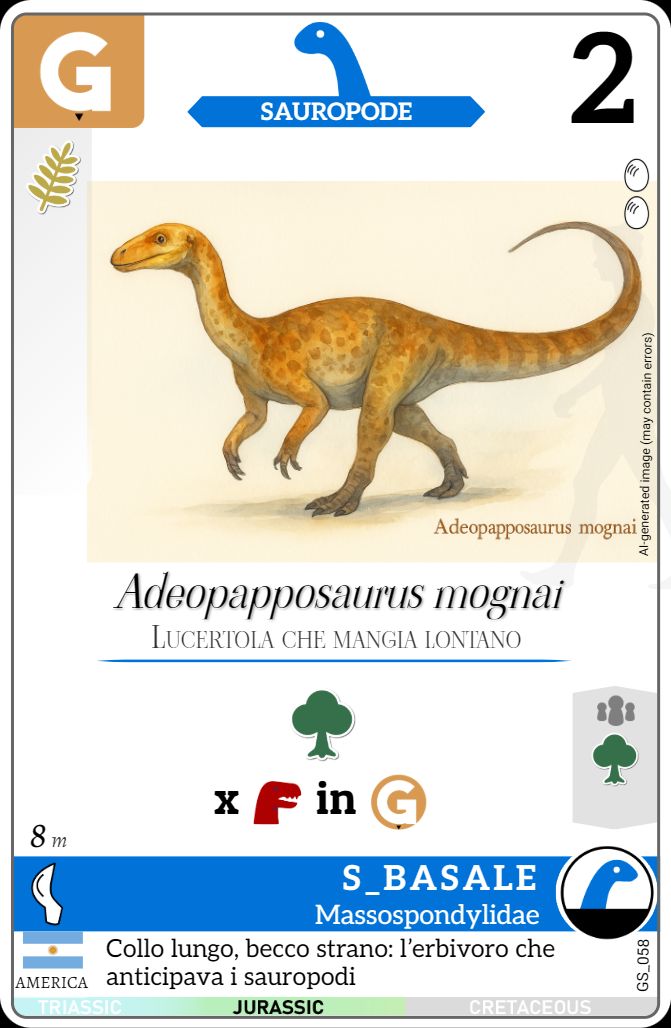 G
SAUROPODE
2
AI-generated image (may contain errors)
Adeopapposaurus mognai
Adeopapposaurus mognai
Lucertola che mangia lontano
x in G
8 m
S_BASALE
Massospondylidae
AMERICA
Collo lungo, becco strano: l’erbivoro che
anticipava i sauropodi
GS_058
TRIASSIC JURASSIC CRETACEOUS